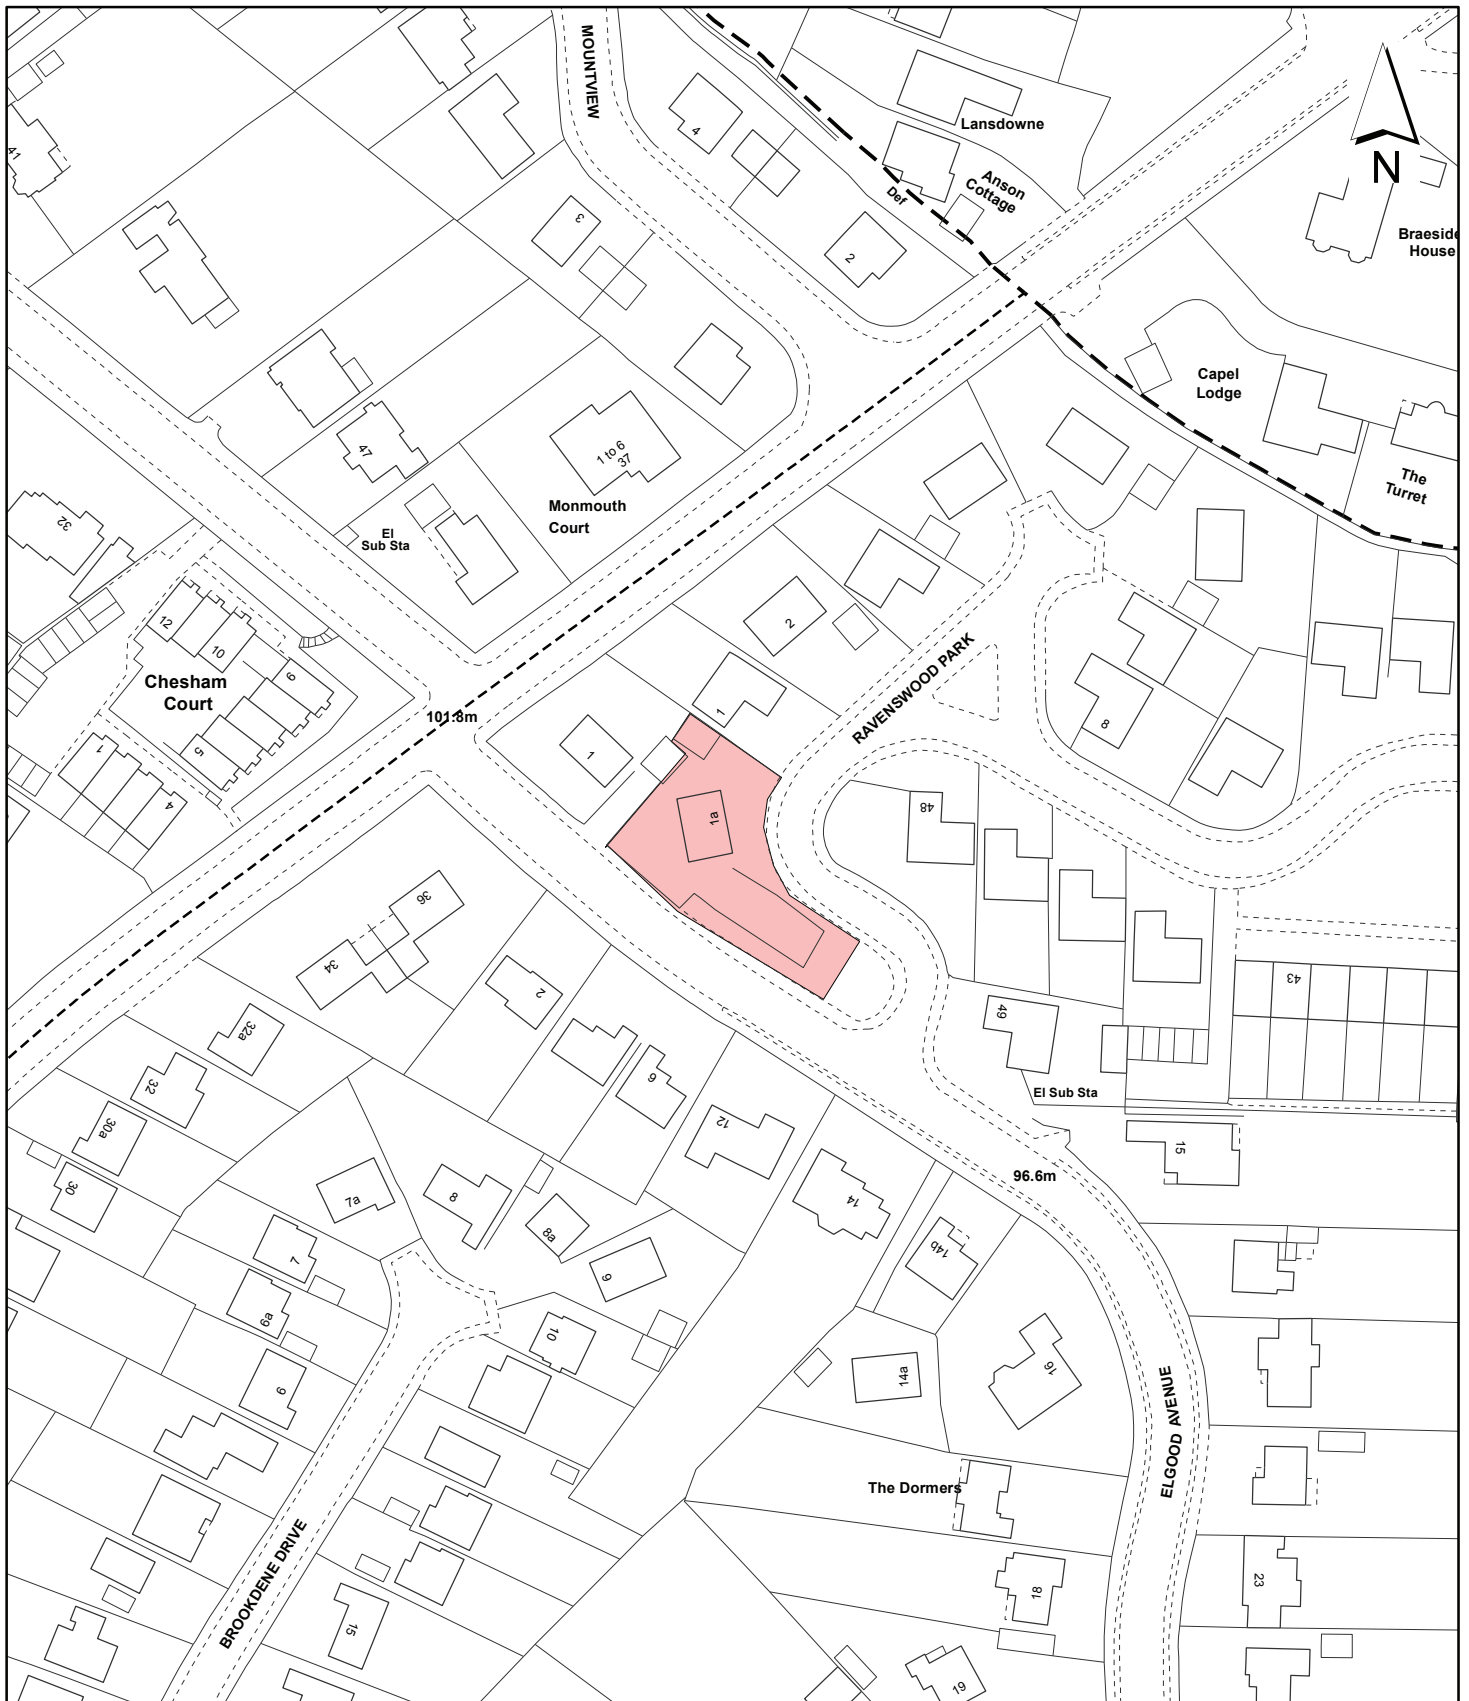 MOUNTVIEW
4
Lansdowne
Anson
Cottage
Def
N
41
3
2
Braeside
House
Capel
Lodge
The
Turret
47
1 to 6
37
Monmouth
Court
El
Sub Sta
32
12
10
6
Chesham
Court
5
1
4
101.8m
2
1
1
1a
RAVENSWOOD PARK
8
48
43
49
El Sub Sta
36
34
2
32a
32
30a
30
6
12
14
14b
15
96.6m
7a
8
8a
9
7
6a
9
10
14a
16
ELGOOD AVENUE
The Dormers
18
23
19
BROOKDENE DRIVE
15